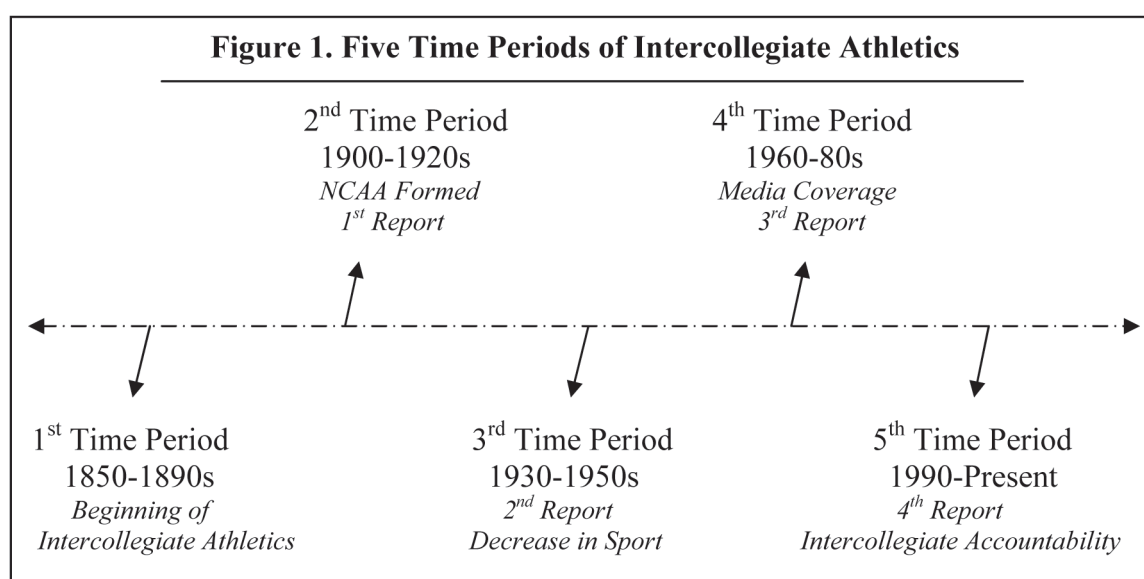 Figure 1. Five Time Periods of Intercollegiate Athletics
2nd Time Period
1900-1920s
NCAA Formed
1st Report
4th Time Period
1960-80s
Media Coverage
3rd Report
1st Time Period
1850-1890s
Beginning of
Intercollegiate Athletics
3rd Time Period
1930-1950s
2nd Report
Decrease in Sport
5th Time Period
1990-Present
4th Report
Intercollegiate Accountability